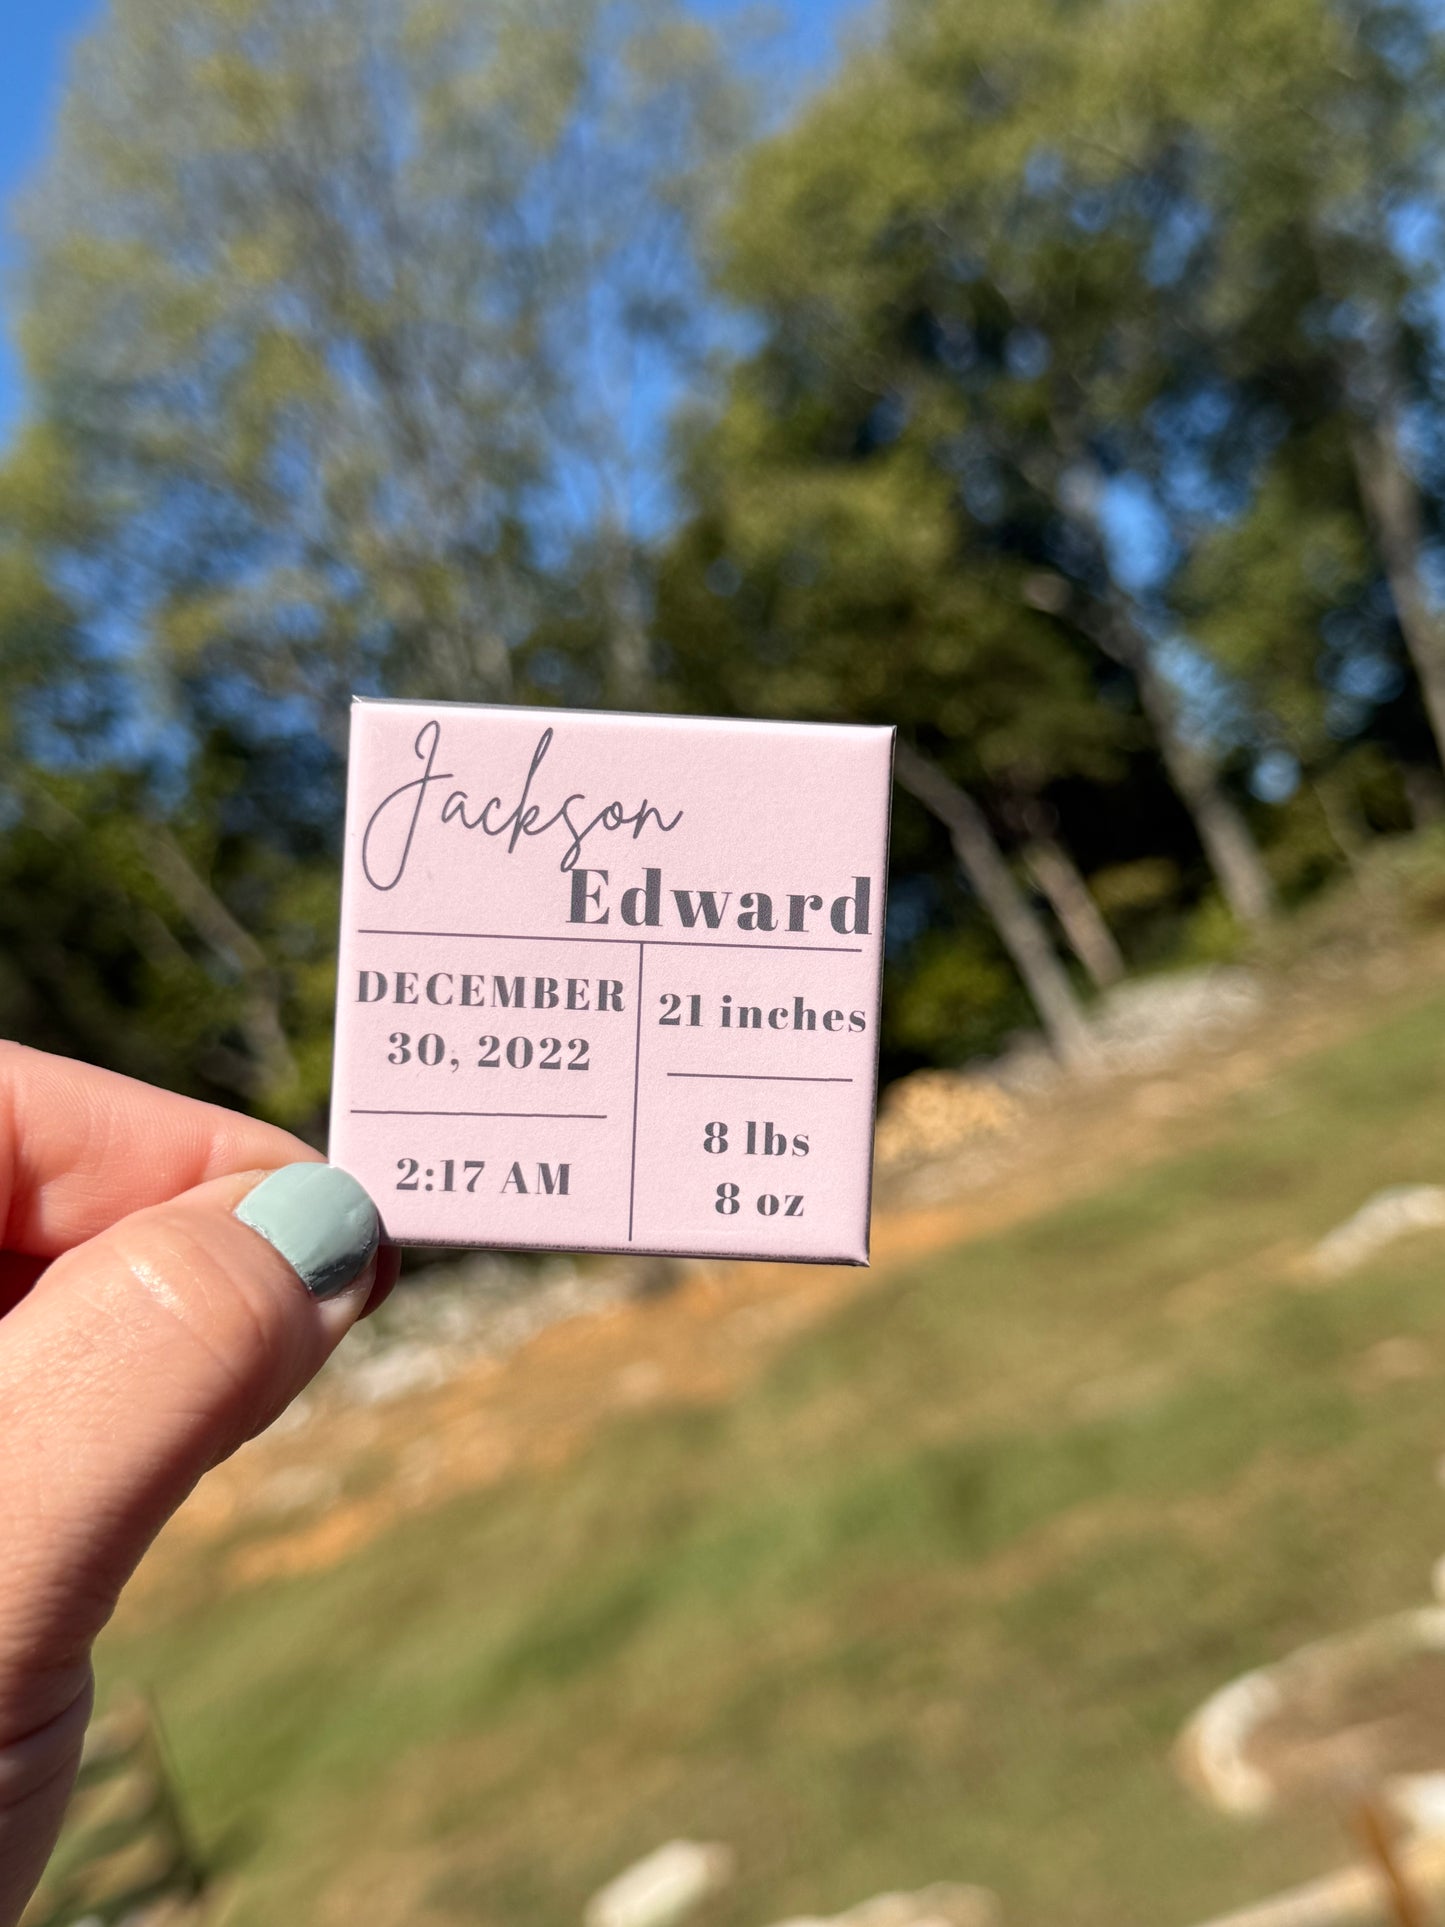 Jackson
Edward
DECEMBER
30, 2022
2:17 AM
21 inches
8 lbs
8 oz